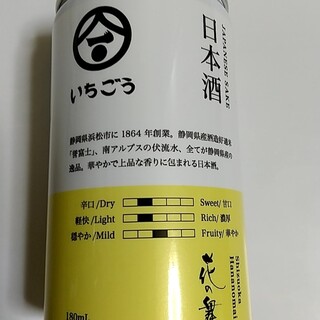 日本酒
JAPANESE SAKE
合
いちごう
静岡県浜松市に1864年創業。静岡県産酒造好適米
「誉富士」、南アルプスの伏流水、全てが静岡県産の
逸品。華やかで上品な香りに包まれる日本酒。
辛口/Dry Sweet/甘口
軽快/Light Rich/濃厚
穏やか/Mild Fruity/華やか
Shizuoka
Hananomai
花の舞
180mL